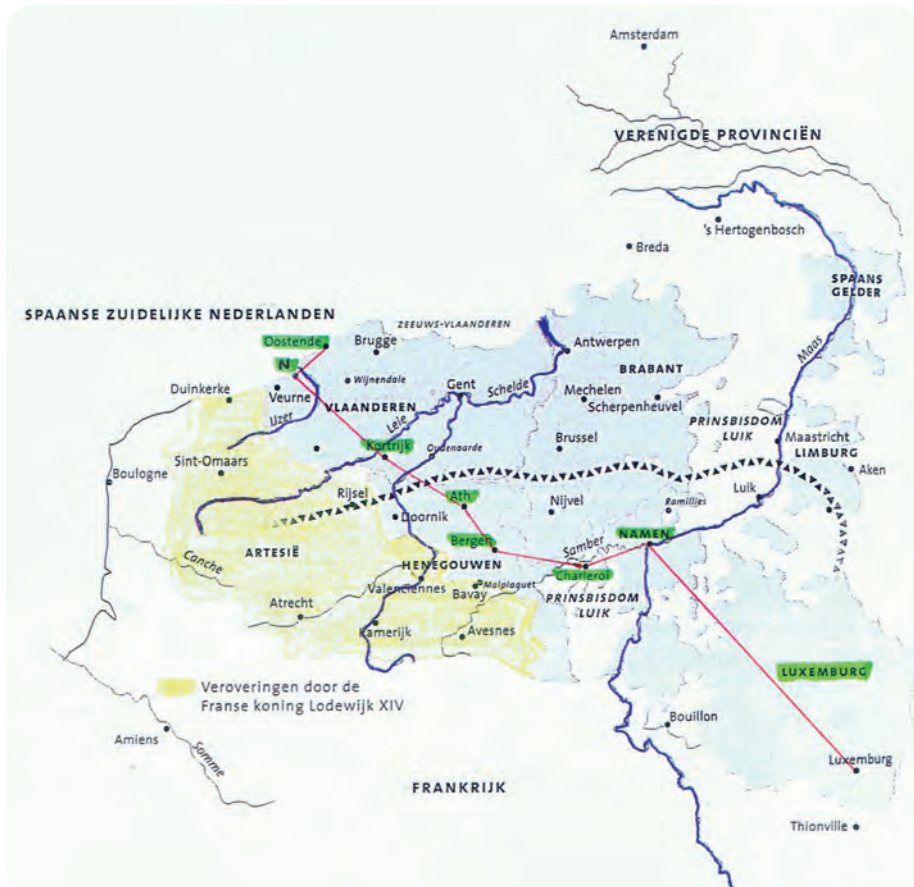 Amsterdam
VERENIGDE PROVINCIËN
's Hertogenbosch
Breda
SPAANS
GELDER
SPAANSE ZUIDELIJKE NEDERLANDEN
ZEEUWS-VLAANDEREN
Oostende
Brugge
Antwerpen
Maas
N
BRABANT
Duinkerke
Veurne
Wijnendale
Gent
Schelde
Mechelen
Scherpenheuvel
VLAANDEREN
IJzer
Leie
PRINSBISDOM
LUIK
Kortrijk
Oudenaarde
Brussel
Maastricht
LIMBURG
Aken
Boulogne
Sint-Omaars
Rijsel
Ath
Nijvel
Ramillies
Luik
Doornik
ARTESIË
Bergen
Samber
NAMEN
Canche
HENEGOUWEN
Charleroi
Valenciennes
Malplaquet
Bavay
PRINSBISDOM
LUIK
Atrecht
Kamerijk
Avesnes
LUXEMBURG
Veroveringen door de
Franse koning Lodewijk XIV
Bouillon
Amiens
Somme
Luxemburg
FRANKRIJK
Thionville